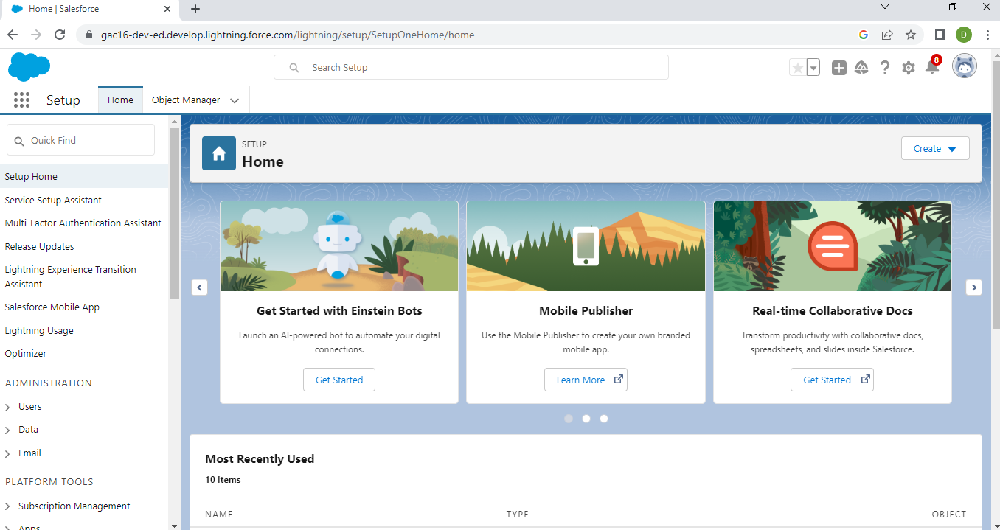 Home | Salesforce
gac16-dev-ed.develop.lightning.force.com/lightning/setup/SetupOneHome/home
D
Search Setup
8
Setup
Home
Object Manager
Quick Find
Setup Home
Service Setup Assistant
Multi-Factor Authentication Assistant
Release Updates
Lightning Experience Transition
Assistant
Salesforce Mobile App
Lightning Usage
Optimizer
ADMINISTRATION
Users
Data
Email
PLATFORM TOOLS
Subscription Management
Apps
SETUP
Home
Create
Get Started with Einstein Bots
Launch an AI-powered bot to automate your digital
connections.
Get Started
Mobile Publisher
Use the Mobile Publisher to create your own branded
mobile app.
Learn More
Real-time Collaborative Docs
Transform productivity with collaborative docs,
spreadsheets, and slides inside Salesforce.
Get Started
Most Recently Used
10 items
NAME
TYPE
OBJECT